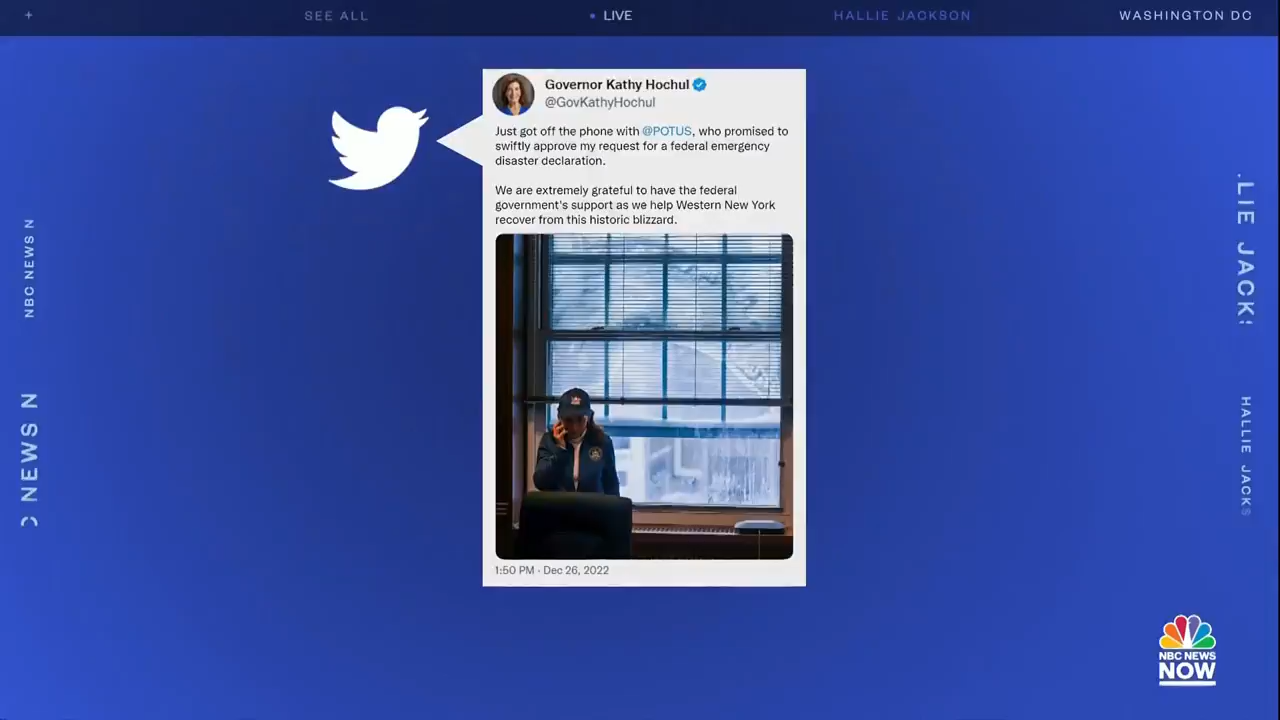 SEE ALL
• LIVE
HALLIE JACKSON
WASHINGTON DC
Governor Kathy Hochul
@GovKathyHochul
Just got off the phone with @POTUS, who promised to
swiftly approve my request for a federal emergency
disaster declaration.
We are extremely grateful to have the federal
government's support as we help Western New York
recover from this historic blizzard.
1:50 PM · Dec 26, 2022
NBC NEWS N
C NEWS N
.LIE JACK
HALLIE JACKS
NBC NEWS
NOW